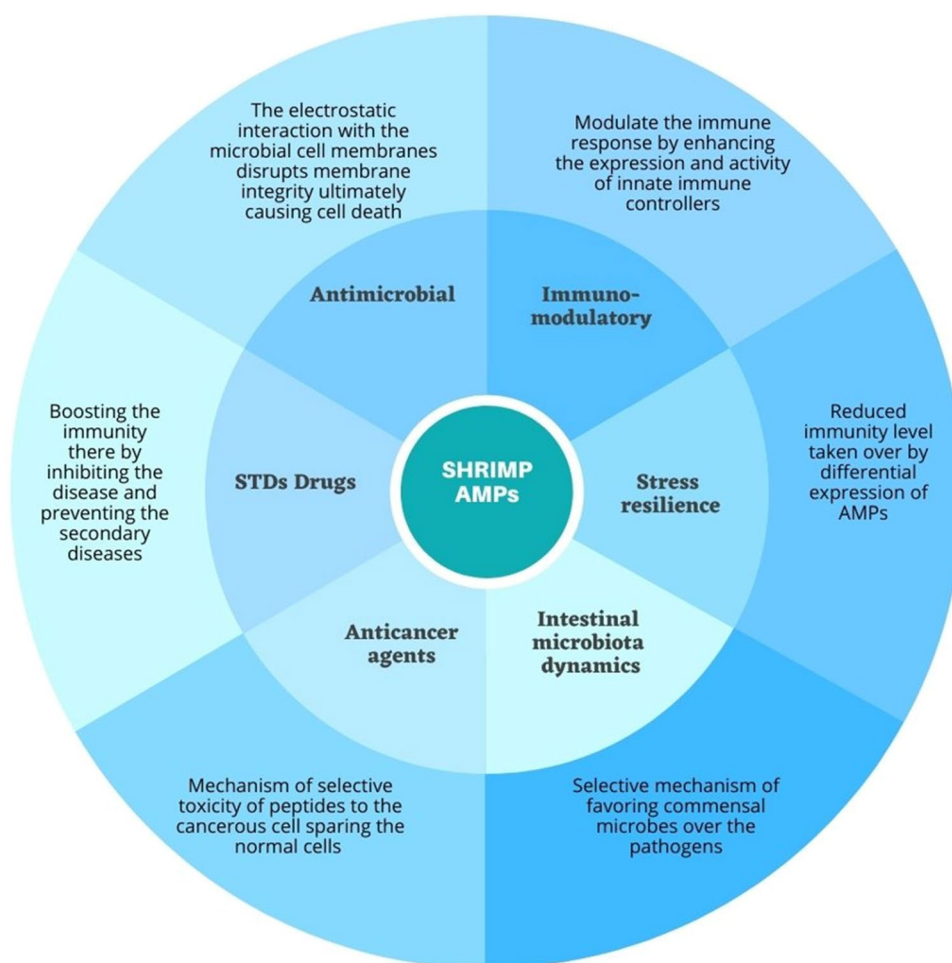 The electrostatic
interaction with the
microbial cell membranes
disrupts membrane
integrity ultimately
causing cell death
Modulate the immune
response by enhancing
the expression and activity
of innate immune
controllers
Antimicrobial
Immuno-
modulatory
Boosting the
immunity
there by
inhibiting the
disease and
preventing the
secondary
diseases
STDs Drugs
SHRIMP
AMPs
Stress
resilience
Reduced
immunity level
taken over by
differential
expression of
AMPs
Anticancer
agents
Intestinal
microbiota
dynamics
Mechanism of selective
toxicity of peptides to the
cancerous cell sparing the
normal cells
Selective mechanism of
favoring commensal
microbes over the
pathogens